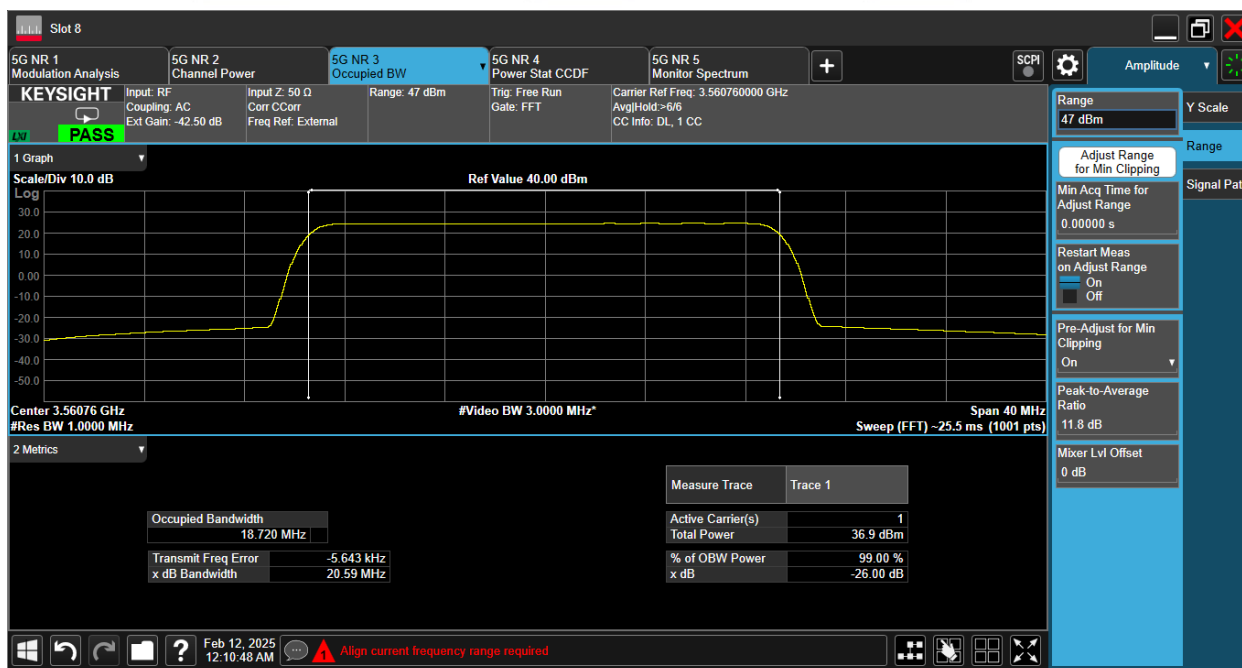 Slot 8
5G NR 1
Modulation Analysis
5G NR 2
Channel Power
5G NR 3
Occupied BW
5G NR 4
Power Stat CCDF
5G NR 5
Monitor Spectrum
SCPI
Amplitude
KEYSIGHT
LXI
PASS
Input: RF
Coupling: AC
Ext Gain: -42.50 dB
Input Z: 50 Ω
Corr CCorr
Freq Ref: External
Range: 47 dBm
Trig: Free Run
Gate: FFT
Carrier Ref Freq: 3.560760000 GHz
Avg|Hold:>6/6
CC Info: DL, 1 CC
1 Graph
Scale/Div 10.0 dB
Ref Value 40.00 dBm
Log
30.0
20.0
10.0
0.00
-10.0
-20.0
-30.0
-40.0
-50.0
Center 3.56076 GHz
#Video BW 3.0000 MHz*
Span 40 MHz
#Res BW 1.0000 MHz
Sweep (FFT) ~25.5 ms (1001 pts)
2 Metrics
Measure Trace Trace 1
Occupied Bandwidth
18.720 MHz
Transmit Freq Error -5.643 kHz
x dB Bandwidth 20.59 MHz
Active Carrier(s) 1
Total Power 36.9 dBm
% of OBW Power 99.00 %
x dB -26.00 dB
Range
47 dBm
Adjust Range
for Min Clipping
Min Acq Time for
Adjust Range
0.00000 s
Restart Meas
on Adjust Range
On
Off
Pre-Adjust for Min
Clipping
On
Peak-to-Average
Ratio
11.8 dB
Mixer Lvl Offset
0 dB
Y Scale
Range
Signal Pat
Feb 12, 2025
12:10:48 AM
1
Align current frequency range required